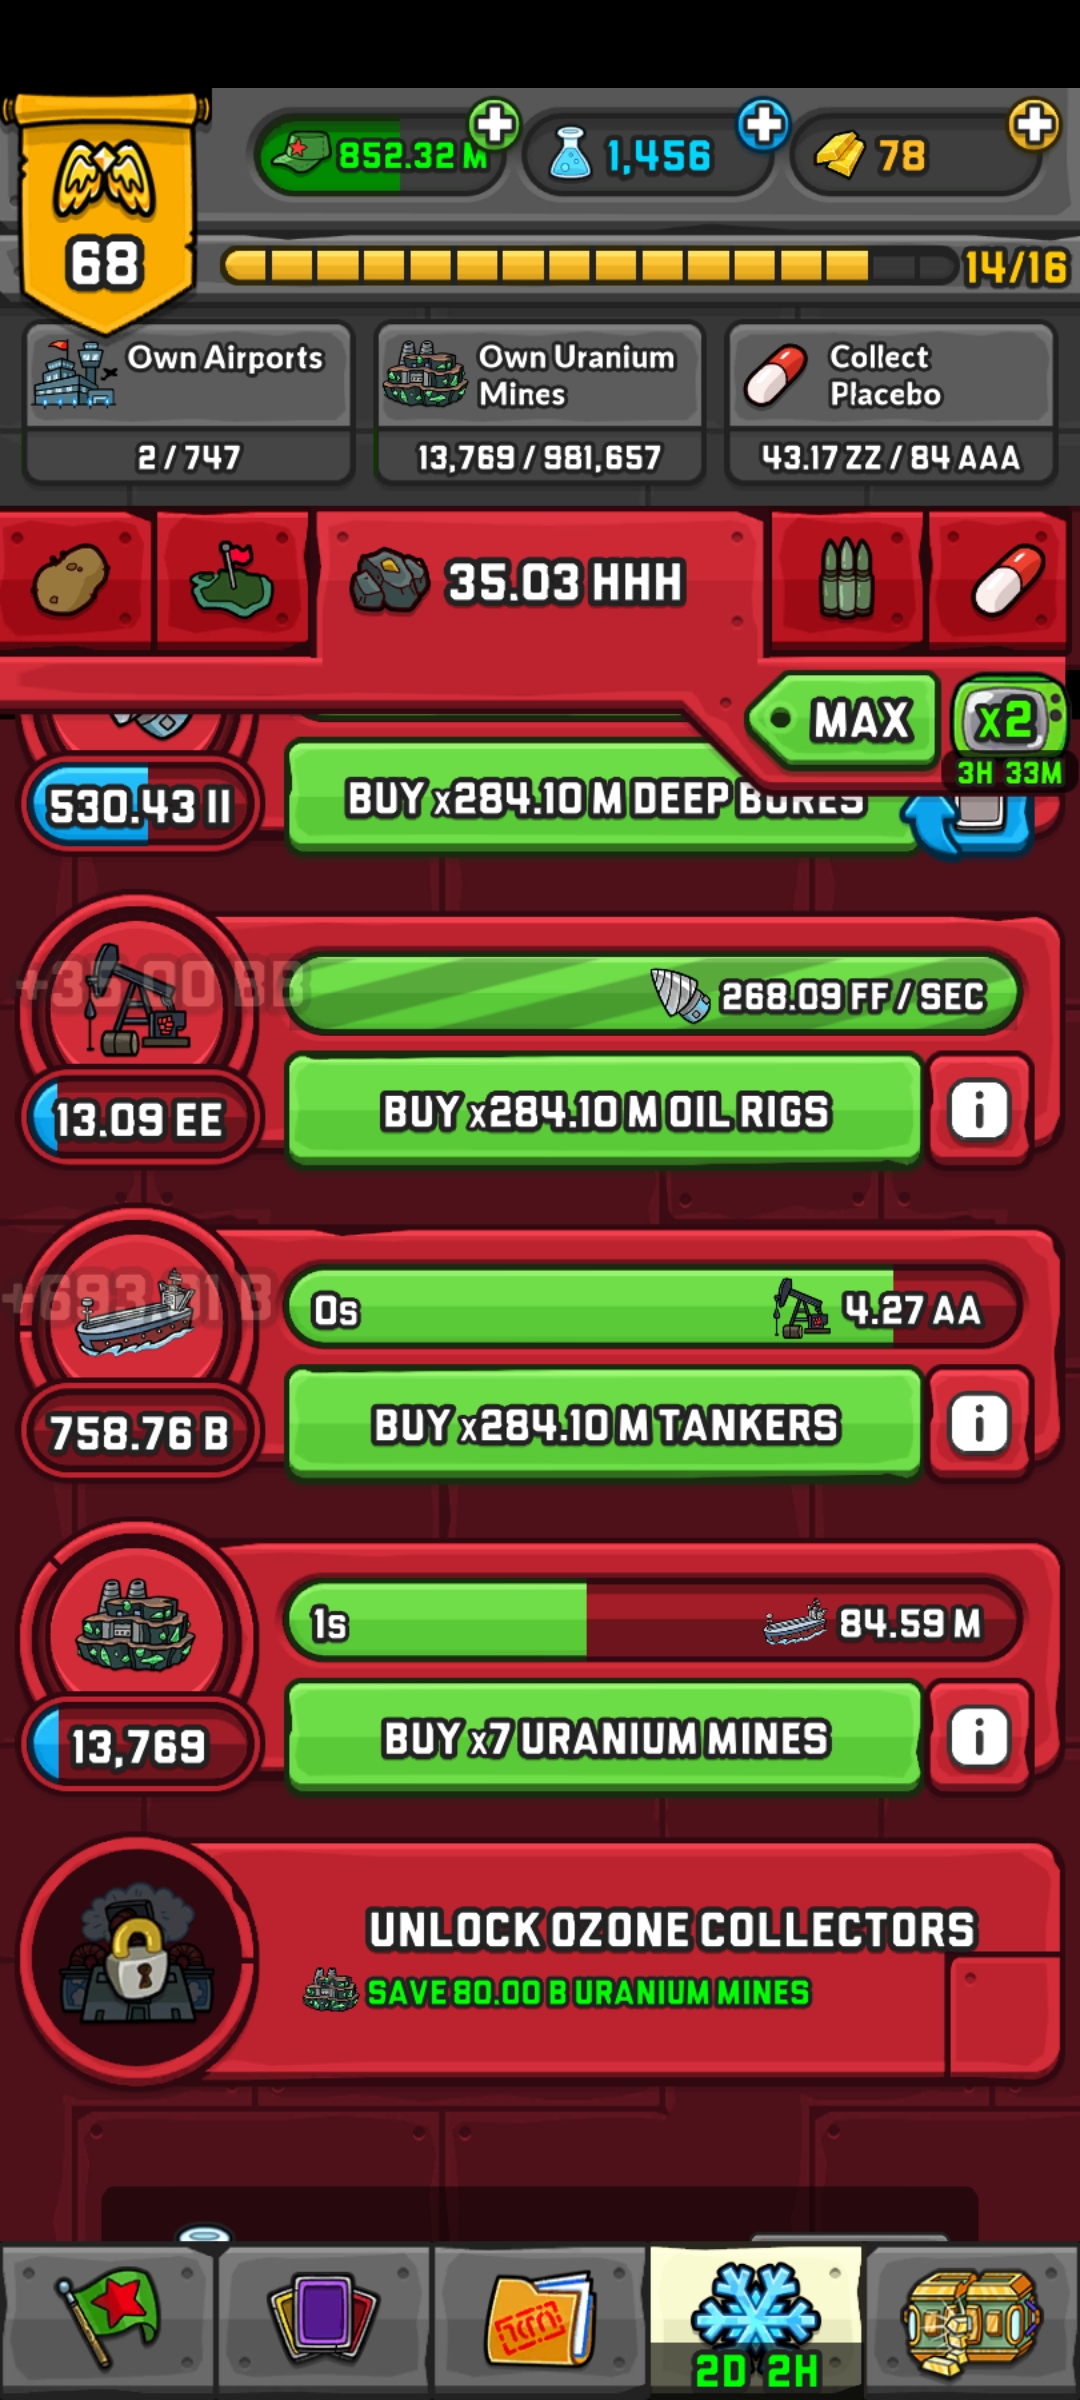 852.32 M
1,456
78
68
14/16
Own Airports
2 / 747
Own Uranium
Mines
13,769 / 981,657
Collect
Placebo
43.17 ZZ / 84 AAA
35.03 HHH
MAX
x2
3H 33M
530.43 II
BUY x284.10 M DEEP BORES
268.09 FF / SEC
13.09 EE
BUY x284.10 M OIL RIGS
0s
4.27 AA
758.76 B
BUY x284.10 M TANKERS
1s
84.59 M
13,769
BUY x7 URANIUM MINES
UNLOCK OZONE COLLECTORS
SAVE 80.00 B URANIUM MINES
2D 2H